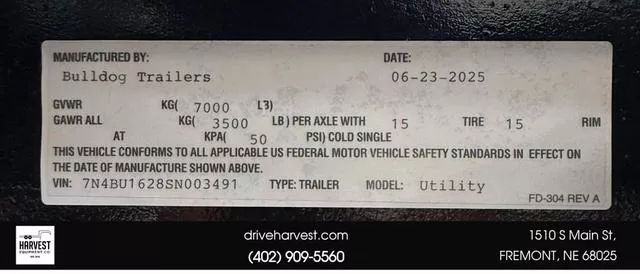 MANUFACTURED BY: DATE:
Bulldog Trailers 06-23-2025
GVWR KG( 7000 LB)
GAWR ALL KG( 3500 LB) PER AXLE WITH 15 TIRE 15 RIM
AT KPA( 50 PSI) COLD SINGLE
THIS VEHICLE CONFORMS TO ALL APPLICABLE US FEDERAL MOTOR VEHICLE SAFETY STANDARDS IN EFFECT ON
THE DATE OF MANUFACTURE SHOWN ABOVE.
VIN: 7N4BU1628SN003491 TYPE: TRAILER MODEL: Utility
FD-304 REV A
HARVEST
EQUIPMENT CO.
driveharvest.com
(402) 909-5560
1510 S Main St,
FREMONT, NE 68025